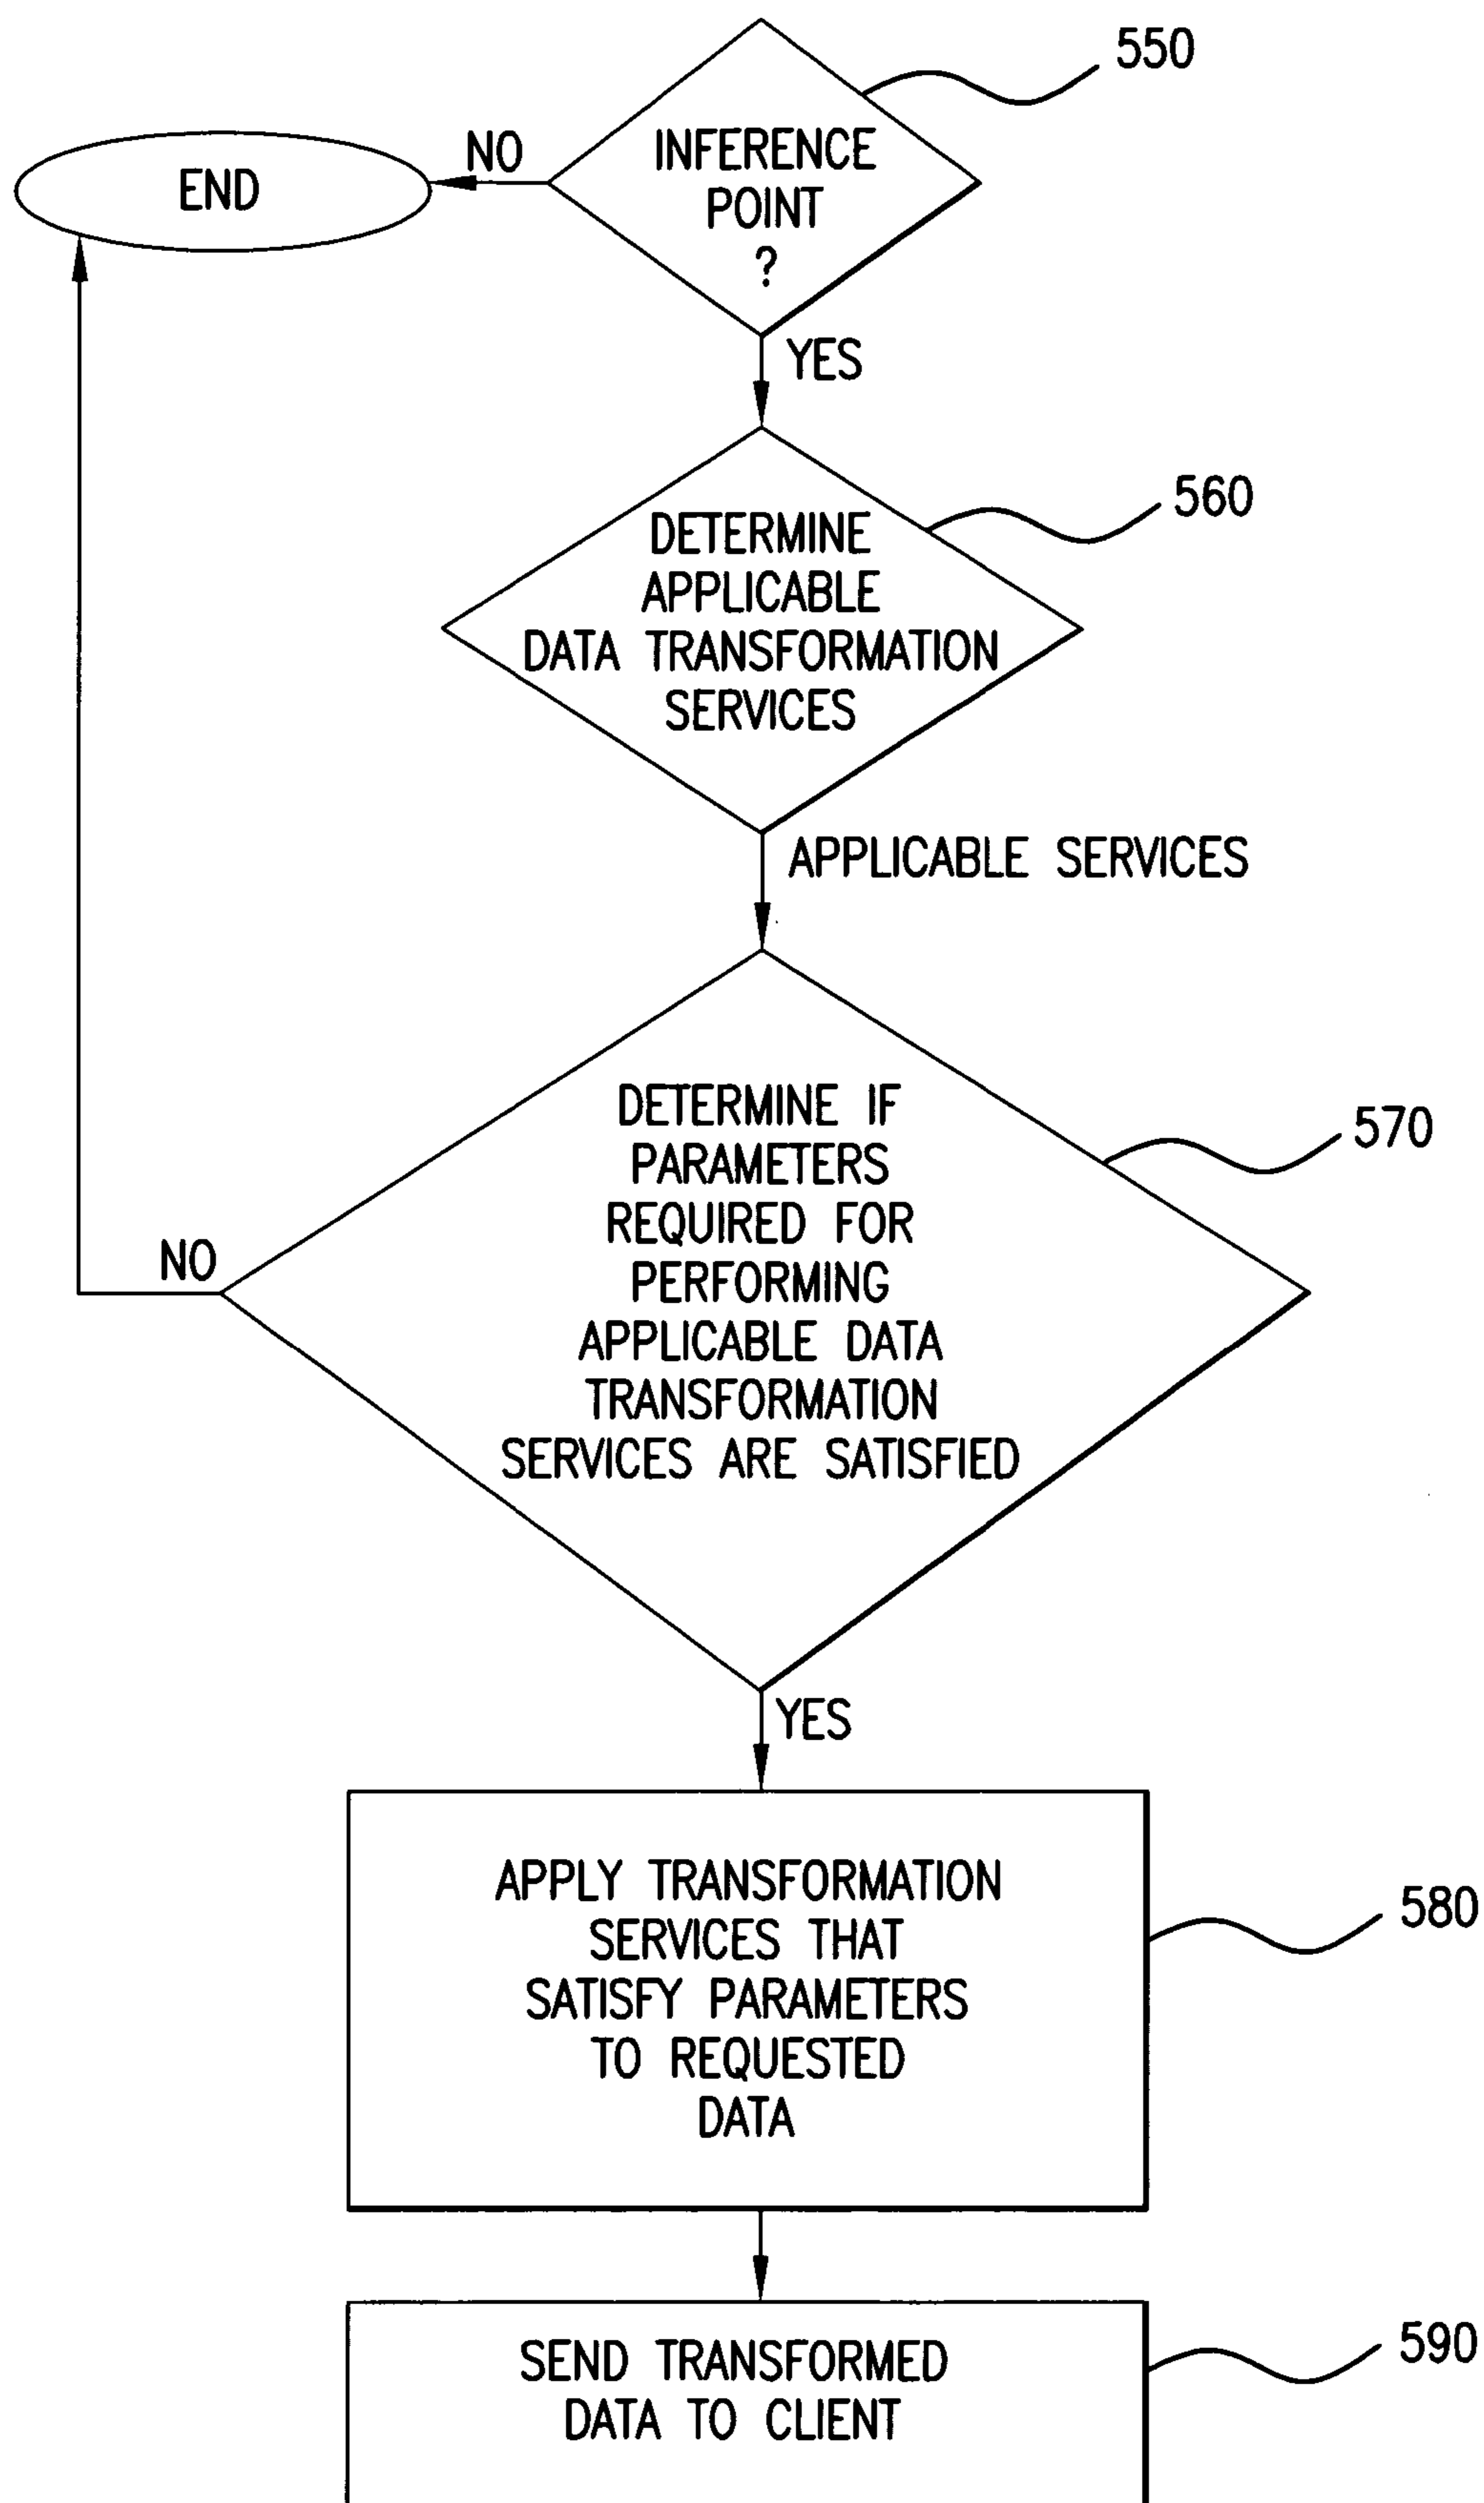 550
INFERENCE
POINT
?
NO
END
YES
560
DETERMINE
APPLICABLE
DATA TRANSFORMATION
SERVICES
APPLICABLE SERVICES
570
DETERMINE IF
PARAMETERS
REQUIRED FOR
PERFORMING
APPLICABLE DATA
TRANSFORMATION
SERVICES ARE SATISFIED
NO
YES
580
APPLY TRANSFORMATION
SERVICES THAT
SATISFY PARAMETERS
TO REQUESTED
DATA
590
SEND TRANSFORMED
DATA TO CLIENT